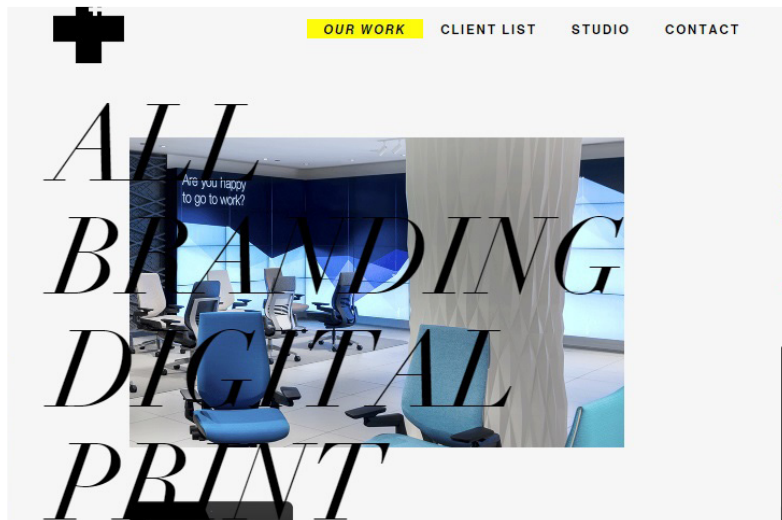 OUR WORK CLIENT LIST STUDIO CONTACT
ALL
Are you happy
to go to work?
BRANDING
DIGITAL
PRINT